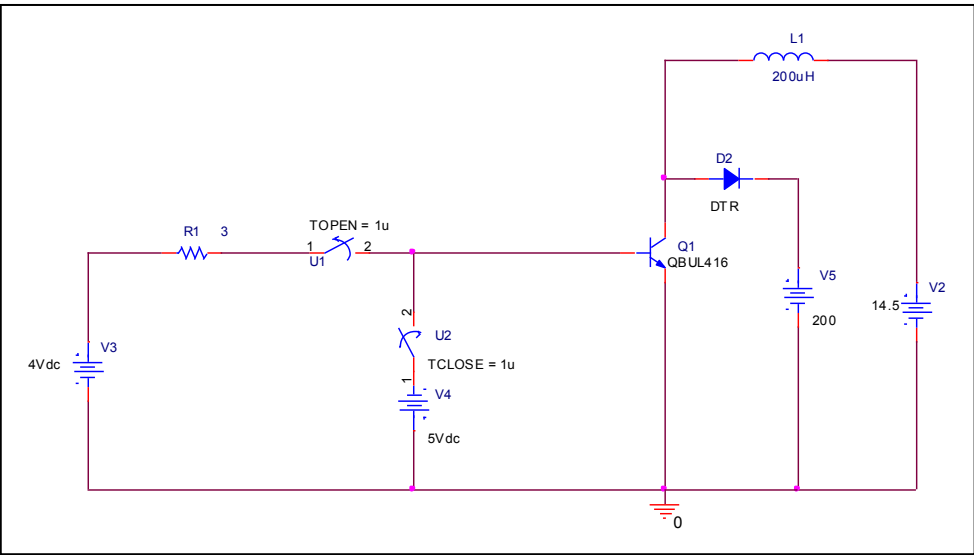 L1
200uH
D2
DTR
TOPEN = 1u
R1 3
1 2
U1
Q1
QBUL416
V5
200
V2
14.5
2
U2
TCLOSE = 1u
1
V3
4Vdc
V4
5Vdc
0